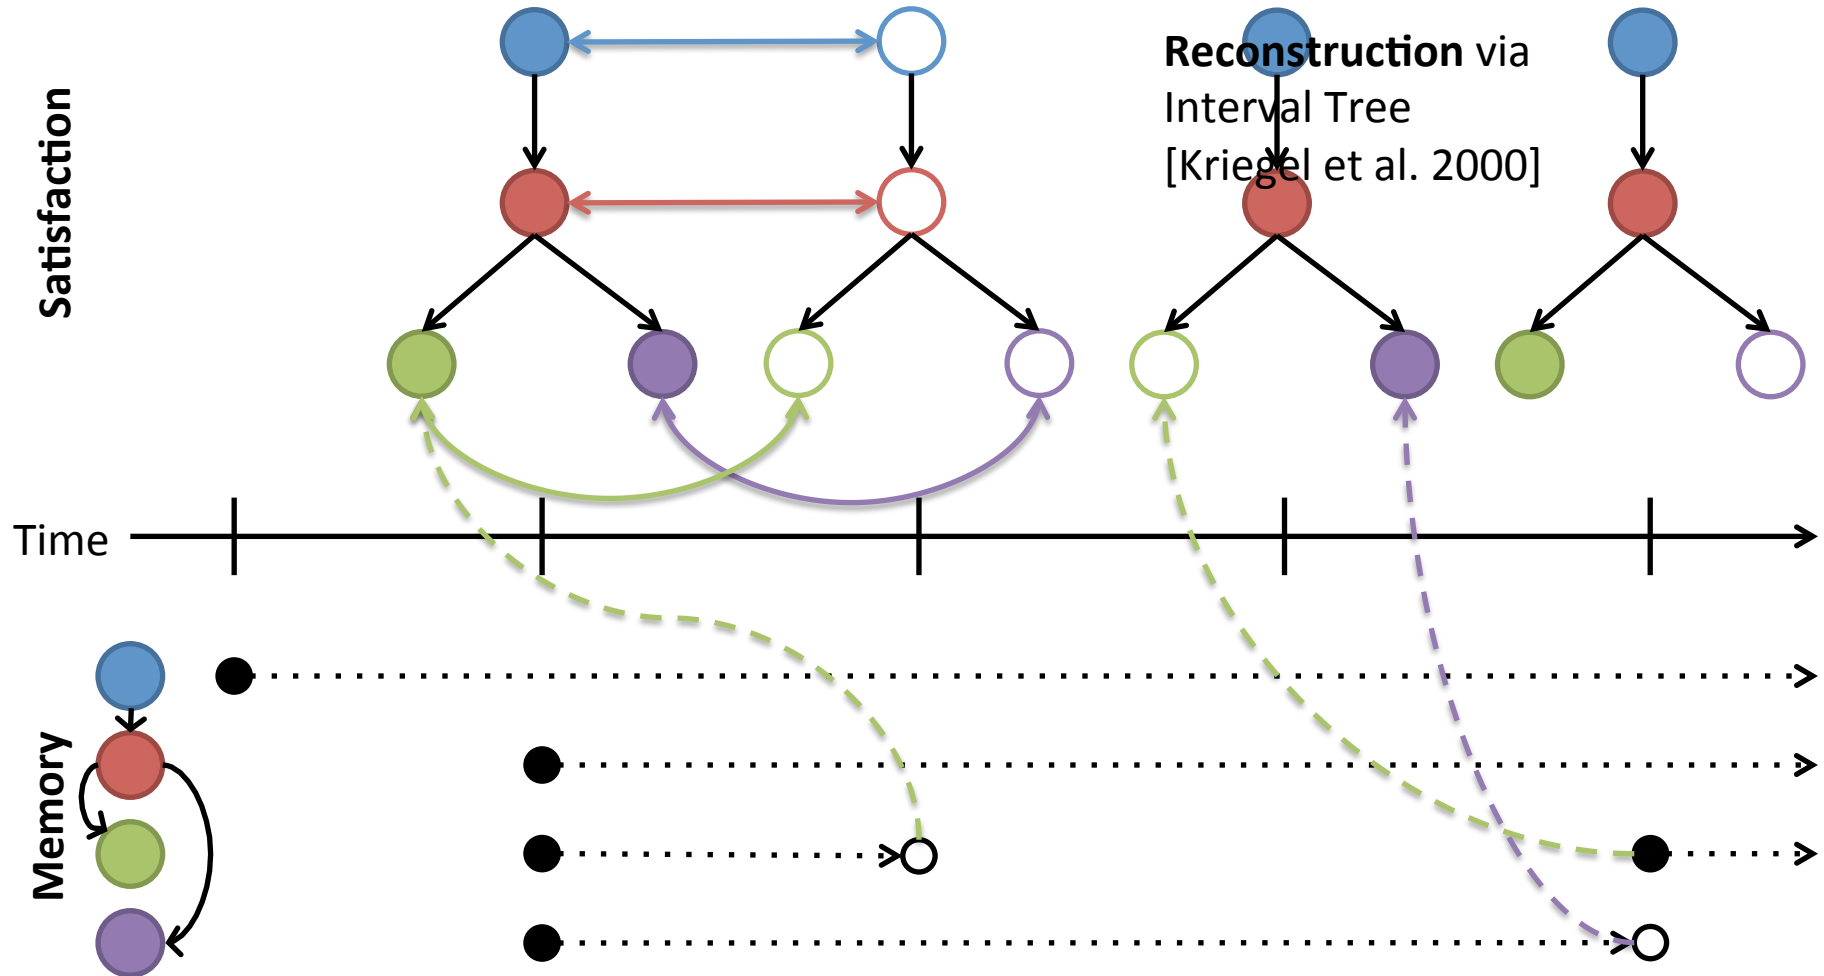 Reconstruction via
Interval Tree
[Kriegel et al. 2000]
Satisfaction
Time
Memory